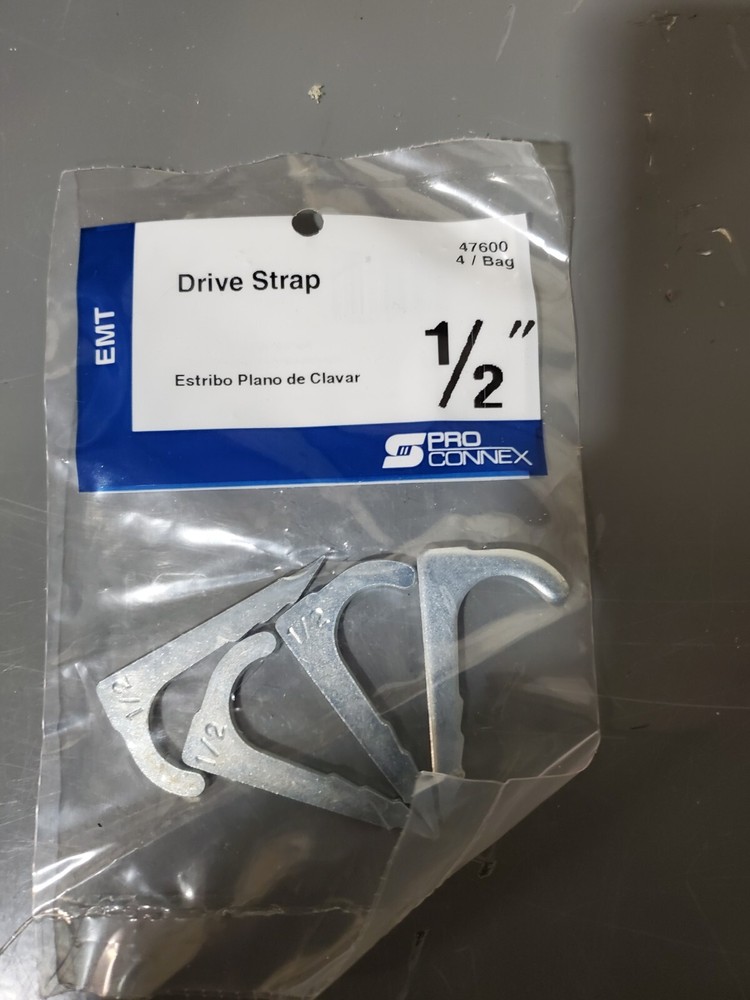 47600
4 / Bag
Drive Strap
EMT
1/2"
Estribo Plano de Clavar
PRO
CONNEX
1/2
1/2
1/2